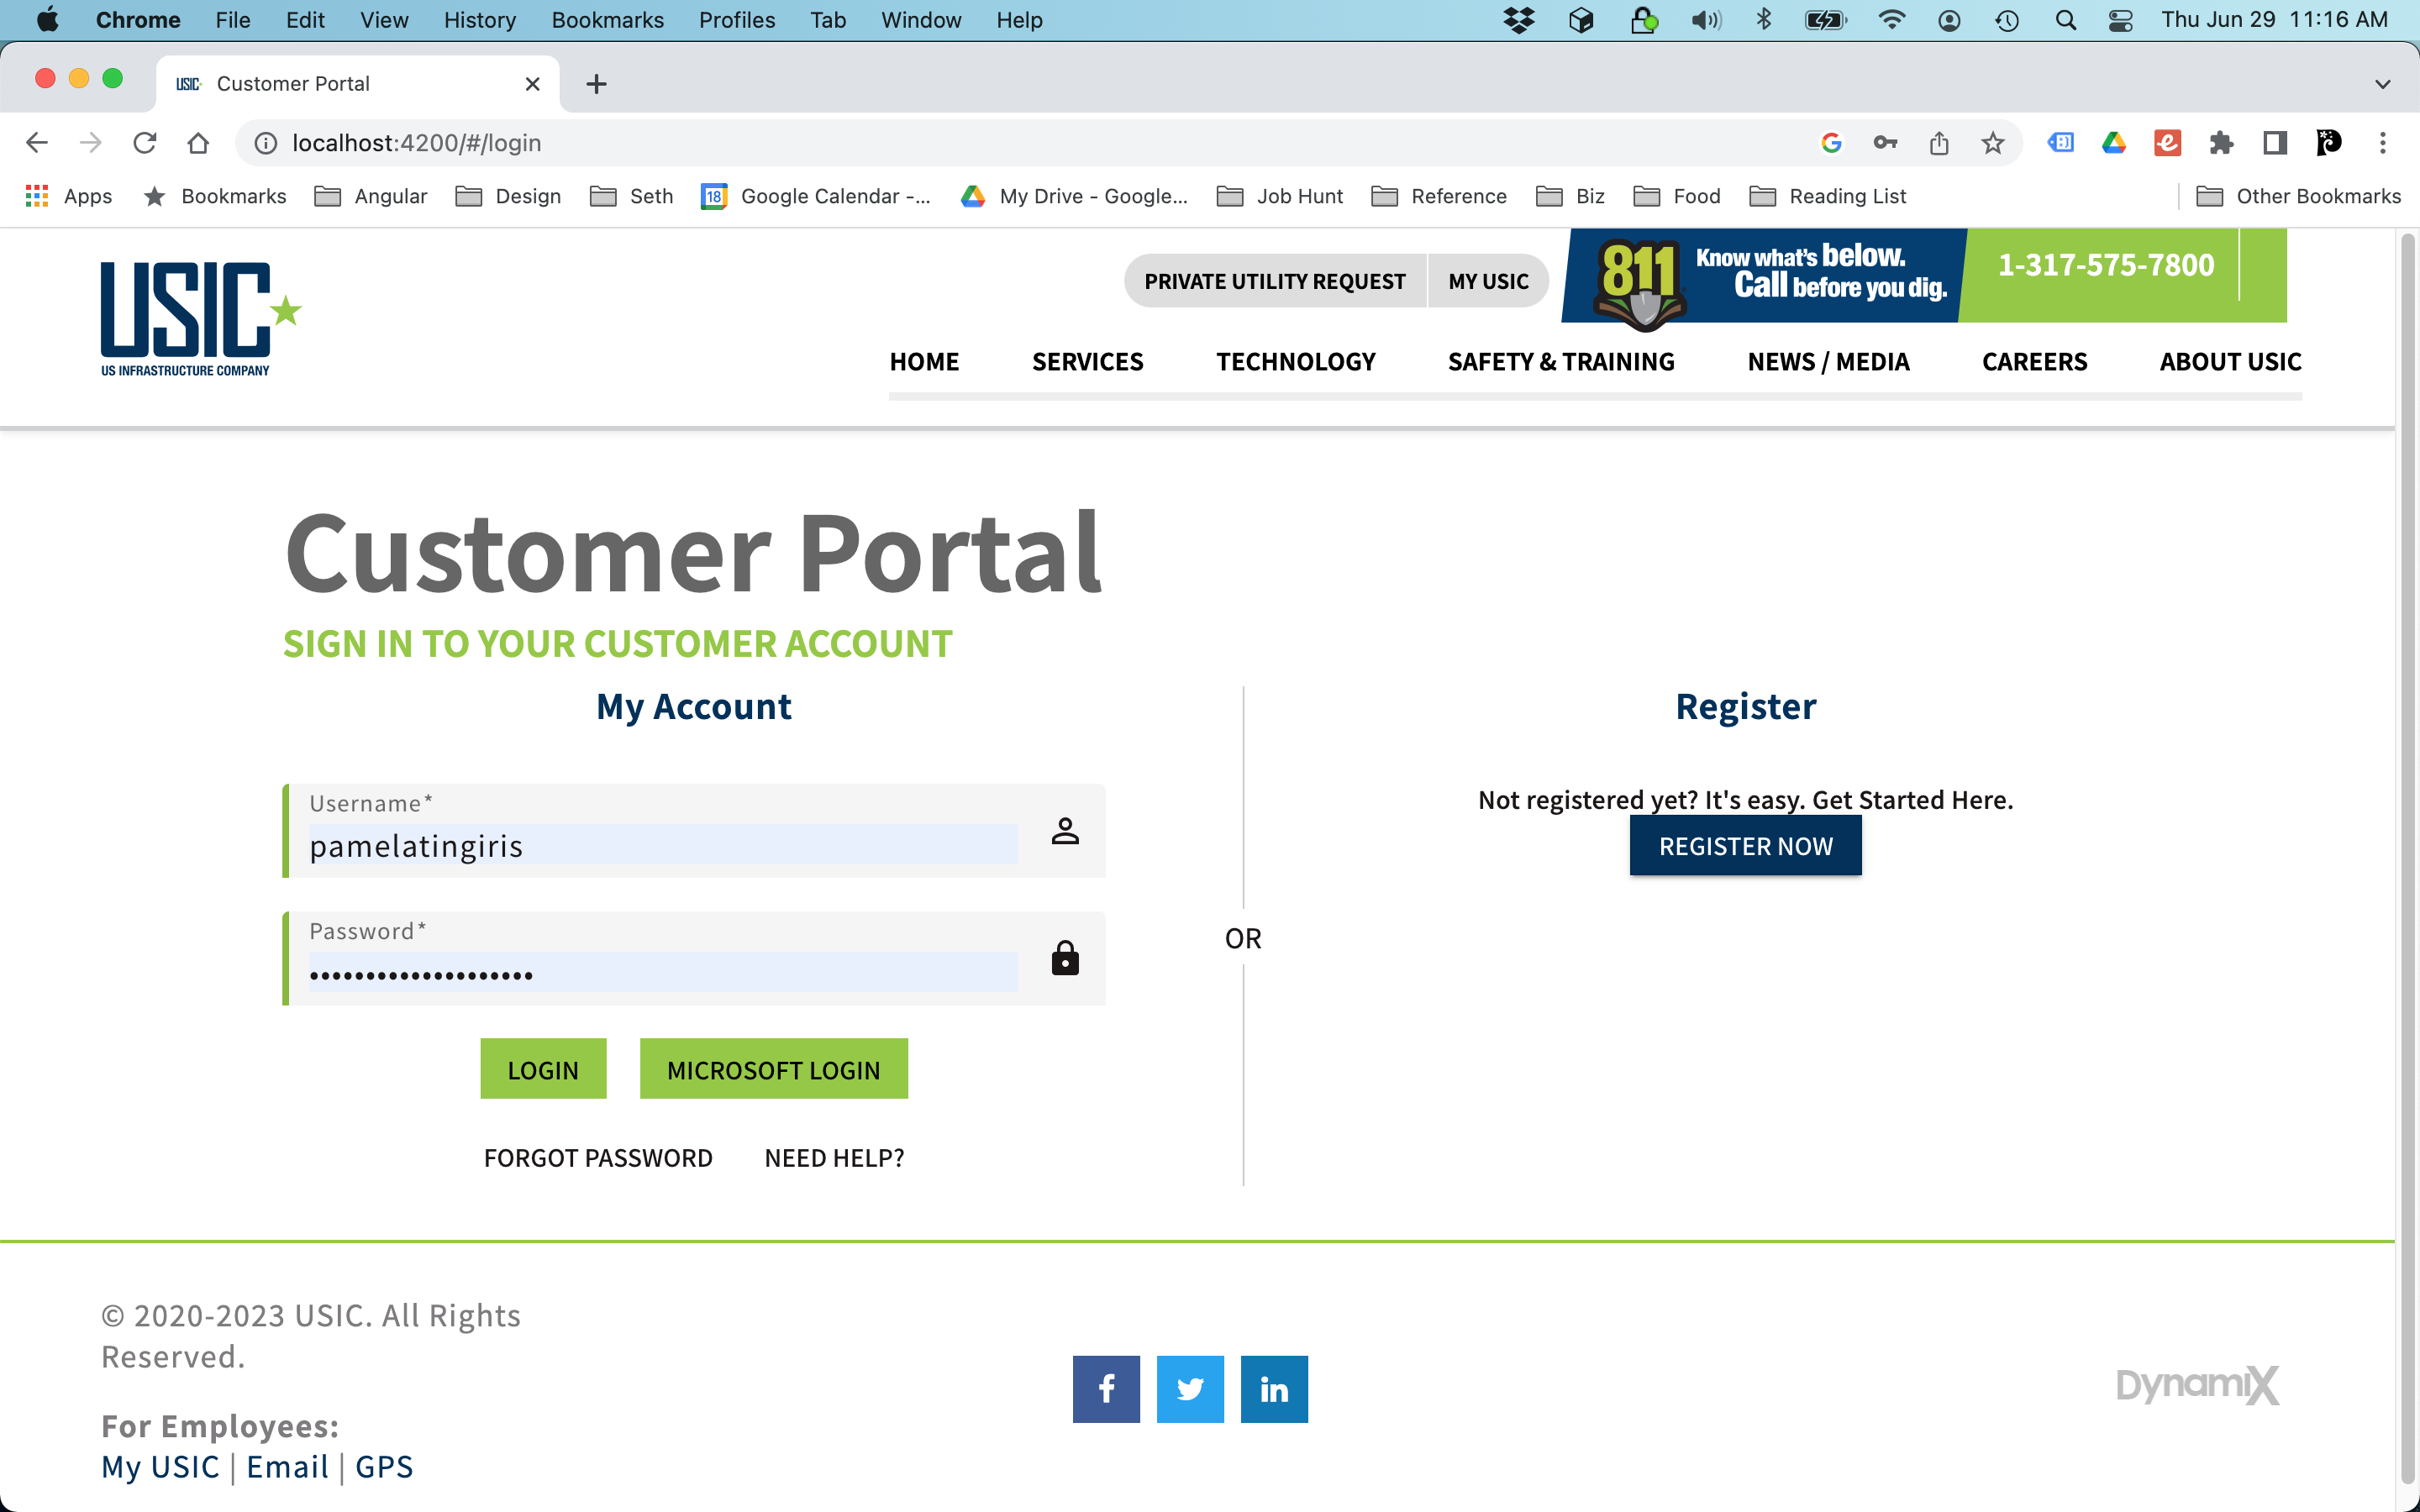 Chrome File Edit View History Bookmarks Profiles Tab Window Help Thu Jun 29 11:16 AM
USIC Customer Portal
localhost:4200/#/login
Apps Bookmarks Angular Design Seth 18 Google Calendar -... My Drive - Google... Job Hunt Reference Biz Food Reading List Other Bookmarks
USIC
US INFRASTRUCTURE COMPANY
PRIVATE UTILITY REQUEST MY USIC
811 Know what's below.
Call before you dig.
1-317-575-7800
HOME SERVICES TECHNOLOGY SAFETY & TRAINING NEWS / MEDIA CAREERS ABOUT USIC
Customer Portal
SIGN IN TO YOUR CUSTOMER ACCOUNT
My Account
Username*
pamelatingiris
Password*
••••••••••••••••••••
LOGIN MICROSOFT LOGIN
FORGOT PASSWORD NEED HELP?
OR
Register
Not registered yet? It's easy. Get Started Here.
REGISTER NOW
© 2020-2023 USIC. All Rights
Reserved.
For Employees:
My USIC | Email | GPS
f in
DynamiX